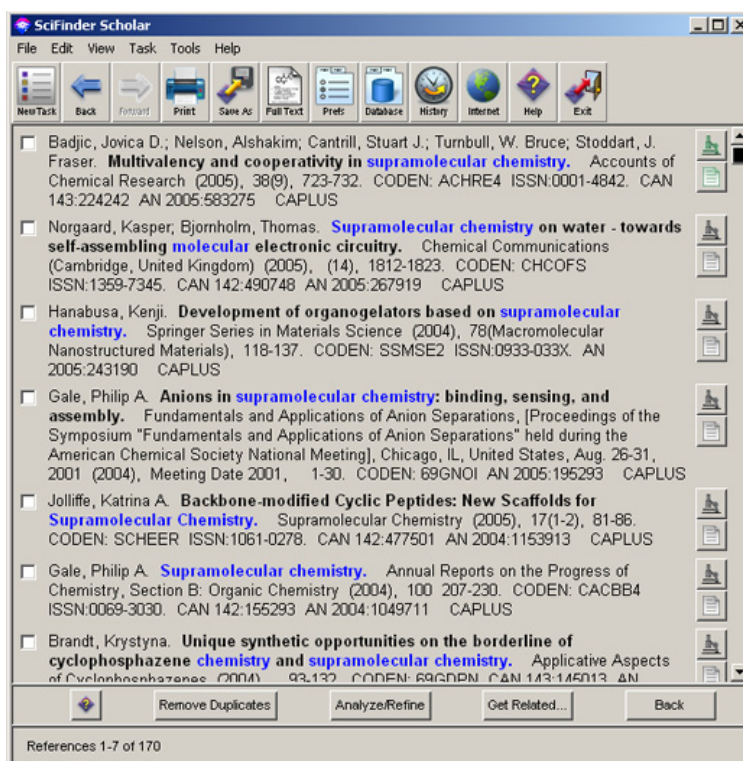 SciFinder Scholar
File Edit View Task Tools Help
New Task Back Forward Print Save As Full Text Prefs Database History Internet Help Exit
Badjic, Jovica D.; Nelson, Alshakim; Cantrill, Stuart J.; Turnbull, W. Bruce; Stoddart, J.
Fraser. Multivalency and cooperativity in supramolecular chemistry. Accounts of
Chemical Research (2005), 38(9), 723-732. CODEN: ACHRE4 ISSN:0001-4842. CAN
143:224242 AN 2005:583275 CAPLUS
Norgaard, Kasper; Bjornholm, Thomas. Supramolecular chemistry on water - towards
self-assembling molecular electronic circuitry. Chemical Communications
(Cambridge, United Kingdom) (2005), (14), 1812-1823. CODEN: CHCOFS
ISSN:1359-7345. CAN 142:490748 AN 2005:267919 CAPLUS
Hanabusa, Kenji. Development of organogelators based on supramolecular
chemistry. Springer Series in Materials Science (2004), 78(Macromolecular
Nanostructured Materials), 118-137. CODEN: SSMSE2 ISSN:0933-033X. AN
2005:243190 CAPLUS
Gale, Philip A. Anions in supramolecular chemistry: binding, sensing, and
assembly. Fundamentals and Applications of Anion Separations, [Proceedings of the
Symposium "Fundamentals and Applications of Anion Separations" held during the
American Chemical Society National Meeting], Chicago, IL, United States, Aug. 26-31,
2001 (2004), Meeting Date 2001, 1-30. CODEN: 69GNOI AN 2005:195293 CAPLUS
Jolliffe, Katrina A. Backbone-modified Cyclic Peptides: New Scaffolds for
Supramolecular Chemistry. Supramolecular Chemistry (2005), 17(1-2), 81-86.
CODEN: SCHEER ISSN:1061-0278. CAN 142:477501 AN 2004:1153913 CAPLUS
Gale, Philip A. Supramolecular chemistry. Annual Reports on the Progress of
Chemistry, Section B: Organic Chemistry (2004), 100 207-230. CODEN: CACBB4
ISSN:0069-3030. CAN 142:155293 AN 2004:1049711 CAPLUS
Brandt, Krystyna. Unique synthetic opportunities on the borderline of
cyclophosphazene chemistry and supramolecular chemistry. Applicative Aspects
of Cyclophosphazenes (2004), 93-132. CODEN: 69GDPN CAN 143:145013 AN
Remove Duplicates Analyze/Refine Get Related... Back
References 1-7 of 170